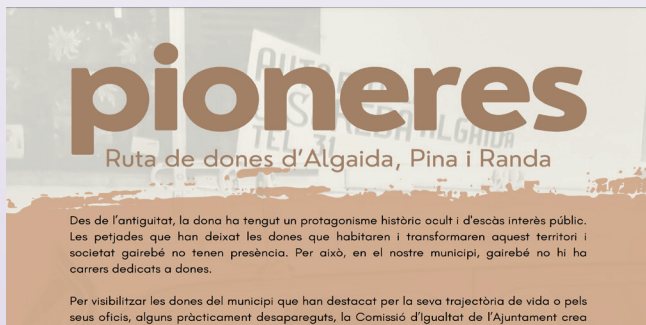 pioneres
AUTO
ALGAIDA
TEL. 31
Ruta de dones d'Algaida, Pina i Randa
Des de l'antiguitat, la dona ha tengut un protagonisme històric ocult i d'escàs interès públic.
Les petjades que han deixat les dones que habitaren i transformaren aquest territori i
societat gairebé no tenen presència. Per això, en el nostre municipi, gairebé no hi ha
carrers dedicats a dones.
Per visibilitzar les dones del municipi que han destacat per la seva trajectòria de vida o pels
seus oficis, alguns pràcticament desapareguts, la Comissió d'Igualtat de l'Ajuntament crea